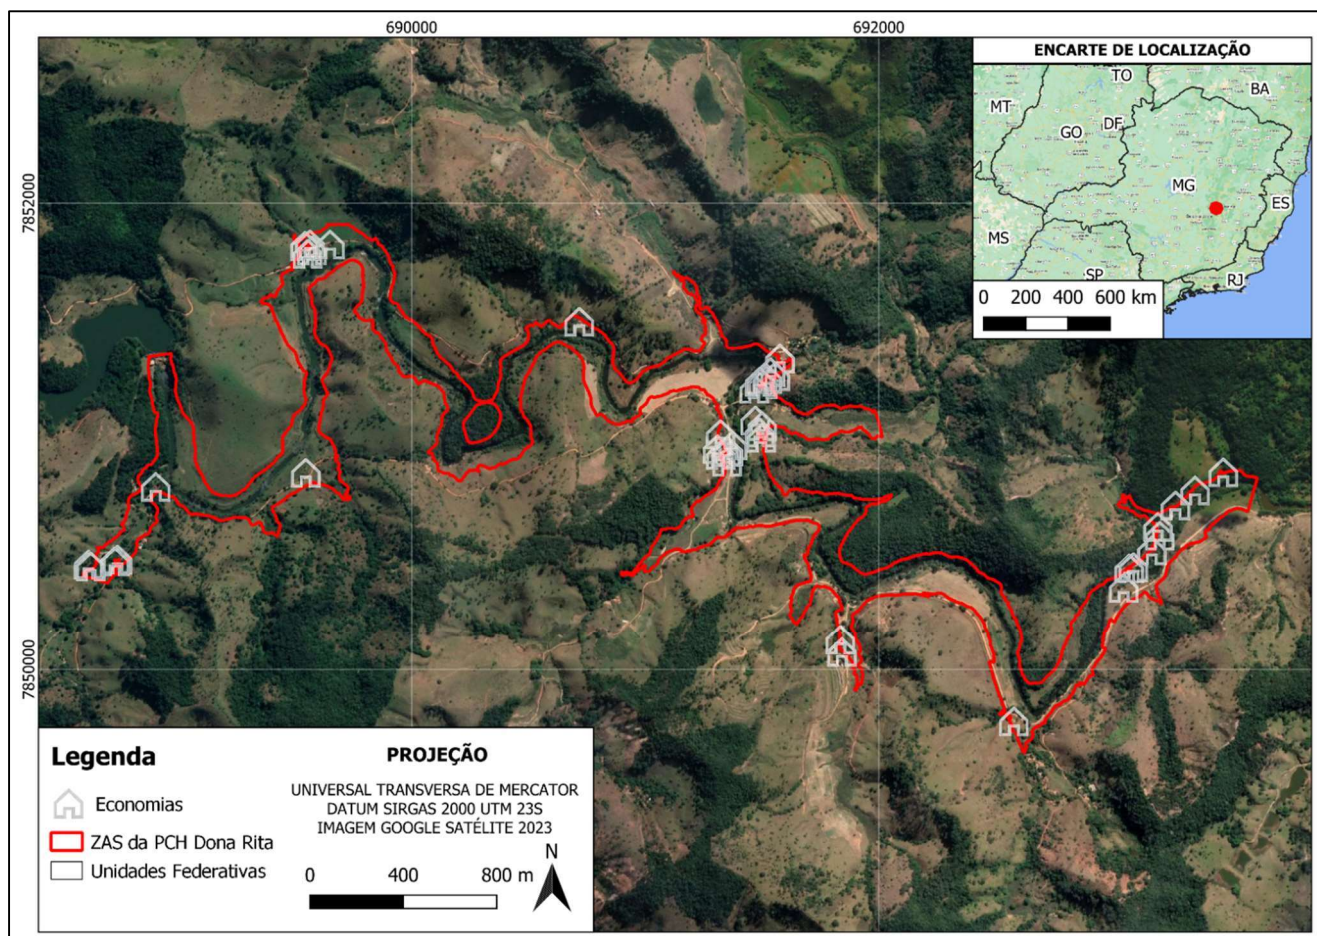 690000
692000
ENCARTE DE LOCALIZAÇÃO
TO
BA
MT
DF
GO
MG
ES
MS
SP
RJ
0 200 400 600 km
7852000
7850000
Legenda
Economias
ZAS da PCH Dona Rita
Unidades Federativas
PROJEÇÃO
UNIVERSAL TRANSVERSA DE MERCATOR
DATUM SIRGAS 2000 UTM 23S
IMAGEM GOOGLE SATÉLITE 2023
N
0 400 800 m